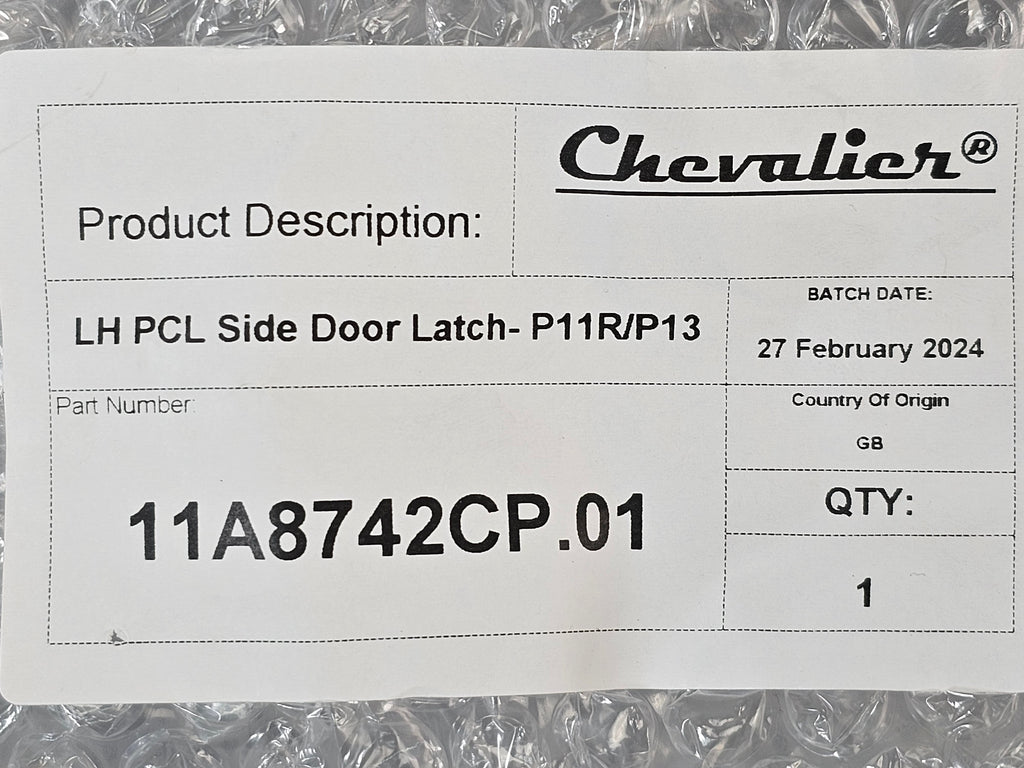 Chevalier®
Product Description:
LH PCL Side Door Latch- P11R/P13
BATCH DATE:
27 February 2024
Part Number:
11A8742CP.01
Country Of Origin
GB
QTY:
1